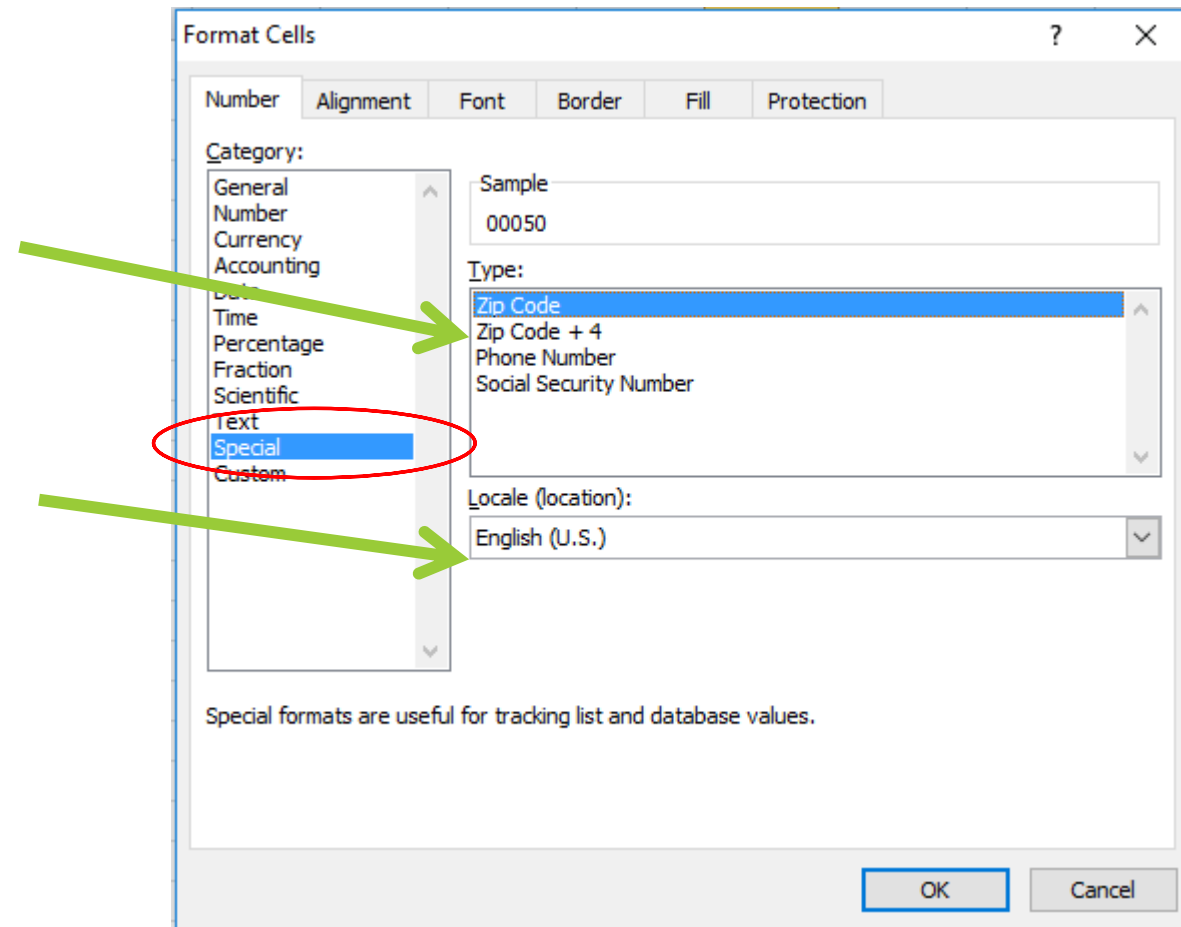 Format Cells
?
Number Alignment Font Border Fill Protection
Category:
General
Number
Currency
Accounting
Date
Time
Percentage
Fraction
Scientific
Text
Special
Custom
Sample
00050
Type:
Zip Code
Zip Code + 4
Phone Number
Social Security Number
Locale (location):
English (U.S.)
Special formats are useful for tracking list and database values.
OK Cancel